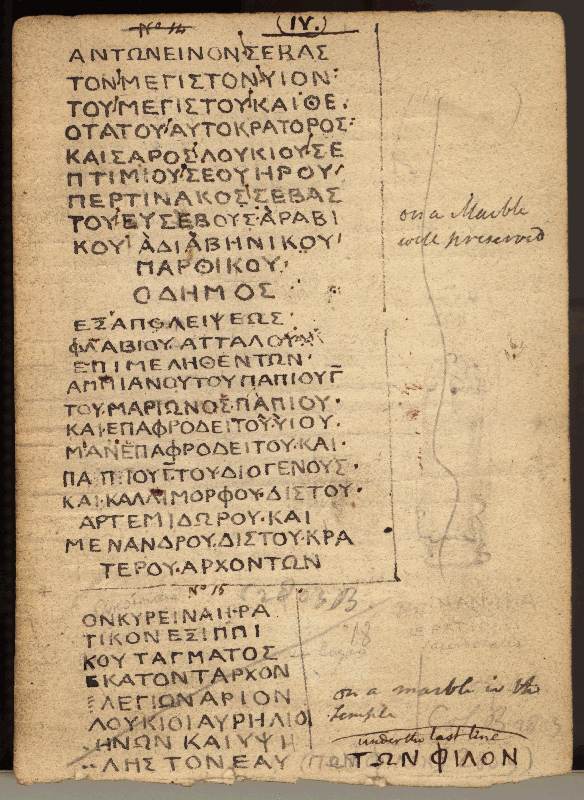 No 14
(IV.)
ΑΝΤΩΝΕΙΝΟΝ·ΣΕΒΑΣ
ΤΟΝ ΜΕΓΙΣΤΟΝ ΥΙΟΝ·
ΤΟΥ ΜΕΓΙΣΤΟΥ ΚΑΙ ΘΕ·
ΟΤΑΤΟΥ ΑΥΤΟΚΡΑΤΟΡΟΣ·
ΚΑΙΣΑΡΟΣ ΛΟΥΚΙΟΥ ΣΕ
ΠΤΙΜΙΟΥ ΣΕΟΥΗΡΟΥ
ΠΕΡΤΙΝΑΚΟΣ ΣΕΒΑΣ
ΤΟΥ ΕΥΣΕΒΟΥΣ·ΑΡΑΒΙ
ΚΟΥ ΑΔΙΑΒΗΝΙΚΟΥ
ΠΑΡΘΙΚΟΥ·
Ο ΔΗΜΟΣ
on a Marble
well preserved
ΕΞ ΑΠΟΛΕΙΨΕΩΣ·
ΦΛΑΒΙΟΥ ΑΤΤΑΛΟΥ
ΕΠΙΜΕΛΗΘΕΝΤΩΝ·
ΑΜΜΙΑΝΟΥ ΤΟΥ ΠΑΠΙΟΥ Γ
ΤΟΥ·ΜΑΡΙΩΝΟΣ·ΠΑΠΙΟΥ·
ΚΑΙ ΕΠΑΦΡΟΔΕΙΤΟΥ ΥΙΟΥ·
ΜΑΝ ΕΠΑΦΡΟΔΕΙΤΟΥ·ΚΑΙ·
ΠΑΠΙΟΥ Γ·ΤΟΥ·ΔΙΟΓΕΝΟΥΣ·
ΚΑΙ·ΚΑΛΛΙΜΟΡΦΟΥ·ΔΙΣ ΤΟΥ·
ΑΡΤΕΜΙΔΩΡΟΥ·ΚΑΙ
ΜΕΝΑΝΔΡΟΥ·ΔΙΣ ΤΟΥ·ΚΡΑ
ΤΕΡΟΥ·ΑΡΧΟΝΤΩΝ
No 15
2803 B.
18
ΟΝ ΚΥΡΕΙΝΑ Π·ΡΑ
ΤΙΚΟΝ ΕΞ ΙΠΠΙ
ΚΟΥ ΤΑΓΜΑΤΟΣ
ΕΚΑΤΟΝΤΑΡΧΟΝ
ΛΕΓΙΩΝΑΡΙΟΝ
ΛΟΥΚΙΟΙ ΑΥΡΗΛΙΟΙ
ΗΝΩΝ ΚΑΙ ΥΨΗ
ΛΗΣ ΤΟΝ ΕΑΥ
on a marble in the
Temple
under the last line
ΤΩΝ ΦΙΛΟΝ